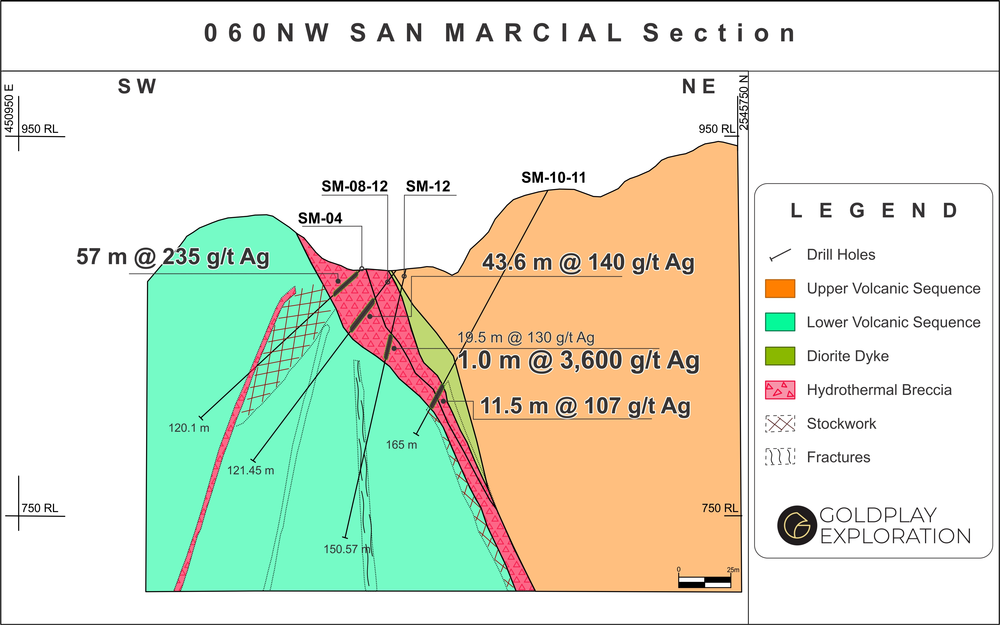 060NW SAN MARCIAL Section
SW
NE
450950 E
2545750 N
950 RL
950 RL
SM-10-11
SM-08-12
SM-12
SM-04
57 m @ 235 g/t Ag
43.6 m @ 140 g/t Ag
19.5 m @ 130 g/t Ag
1.0 m @ 3,600 g/t Ag
11.5 m @ 107 g/t Ag
120.1 m
165 m
121.45 m
150.57 m
750 RL
750 RL
0 25m
LEGEND
Drill Holes
Upper Volcanic Sequence
Lower Volcanic Sequence
Diorite Dyke
Hydrothermal Breccia
Stockwork
Fractures
GOLDPLAY
EXPLORATION